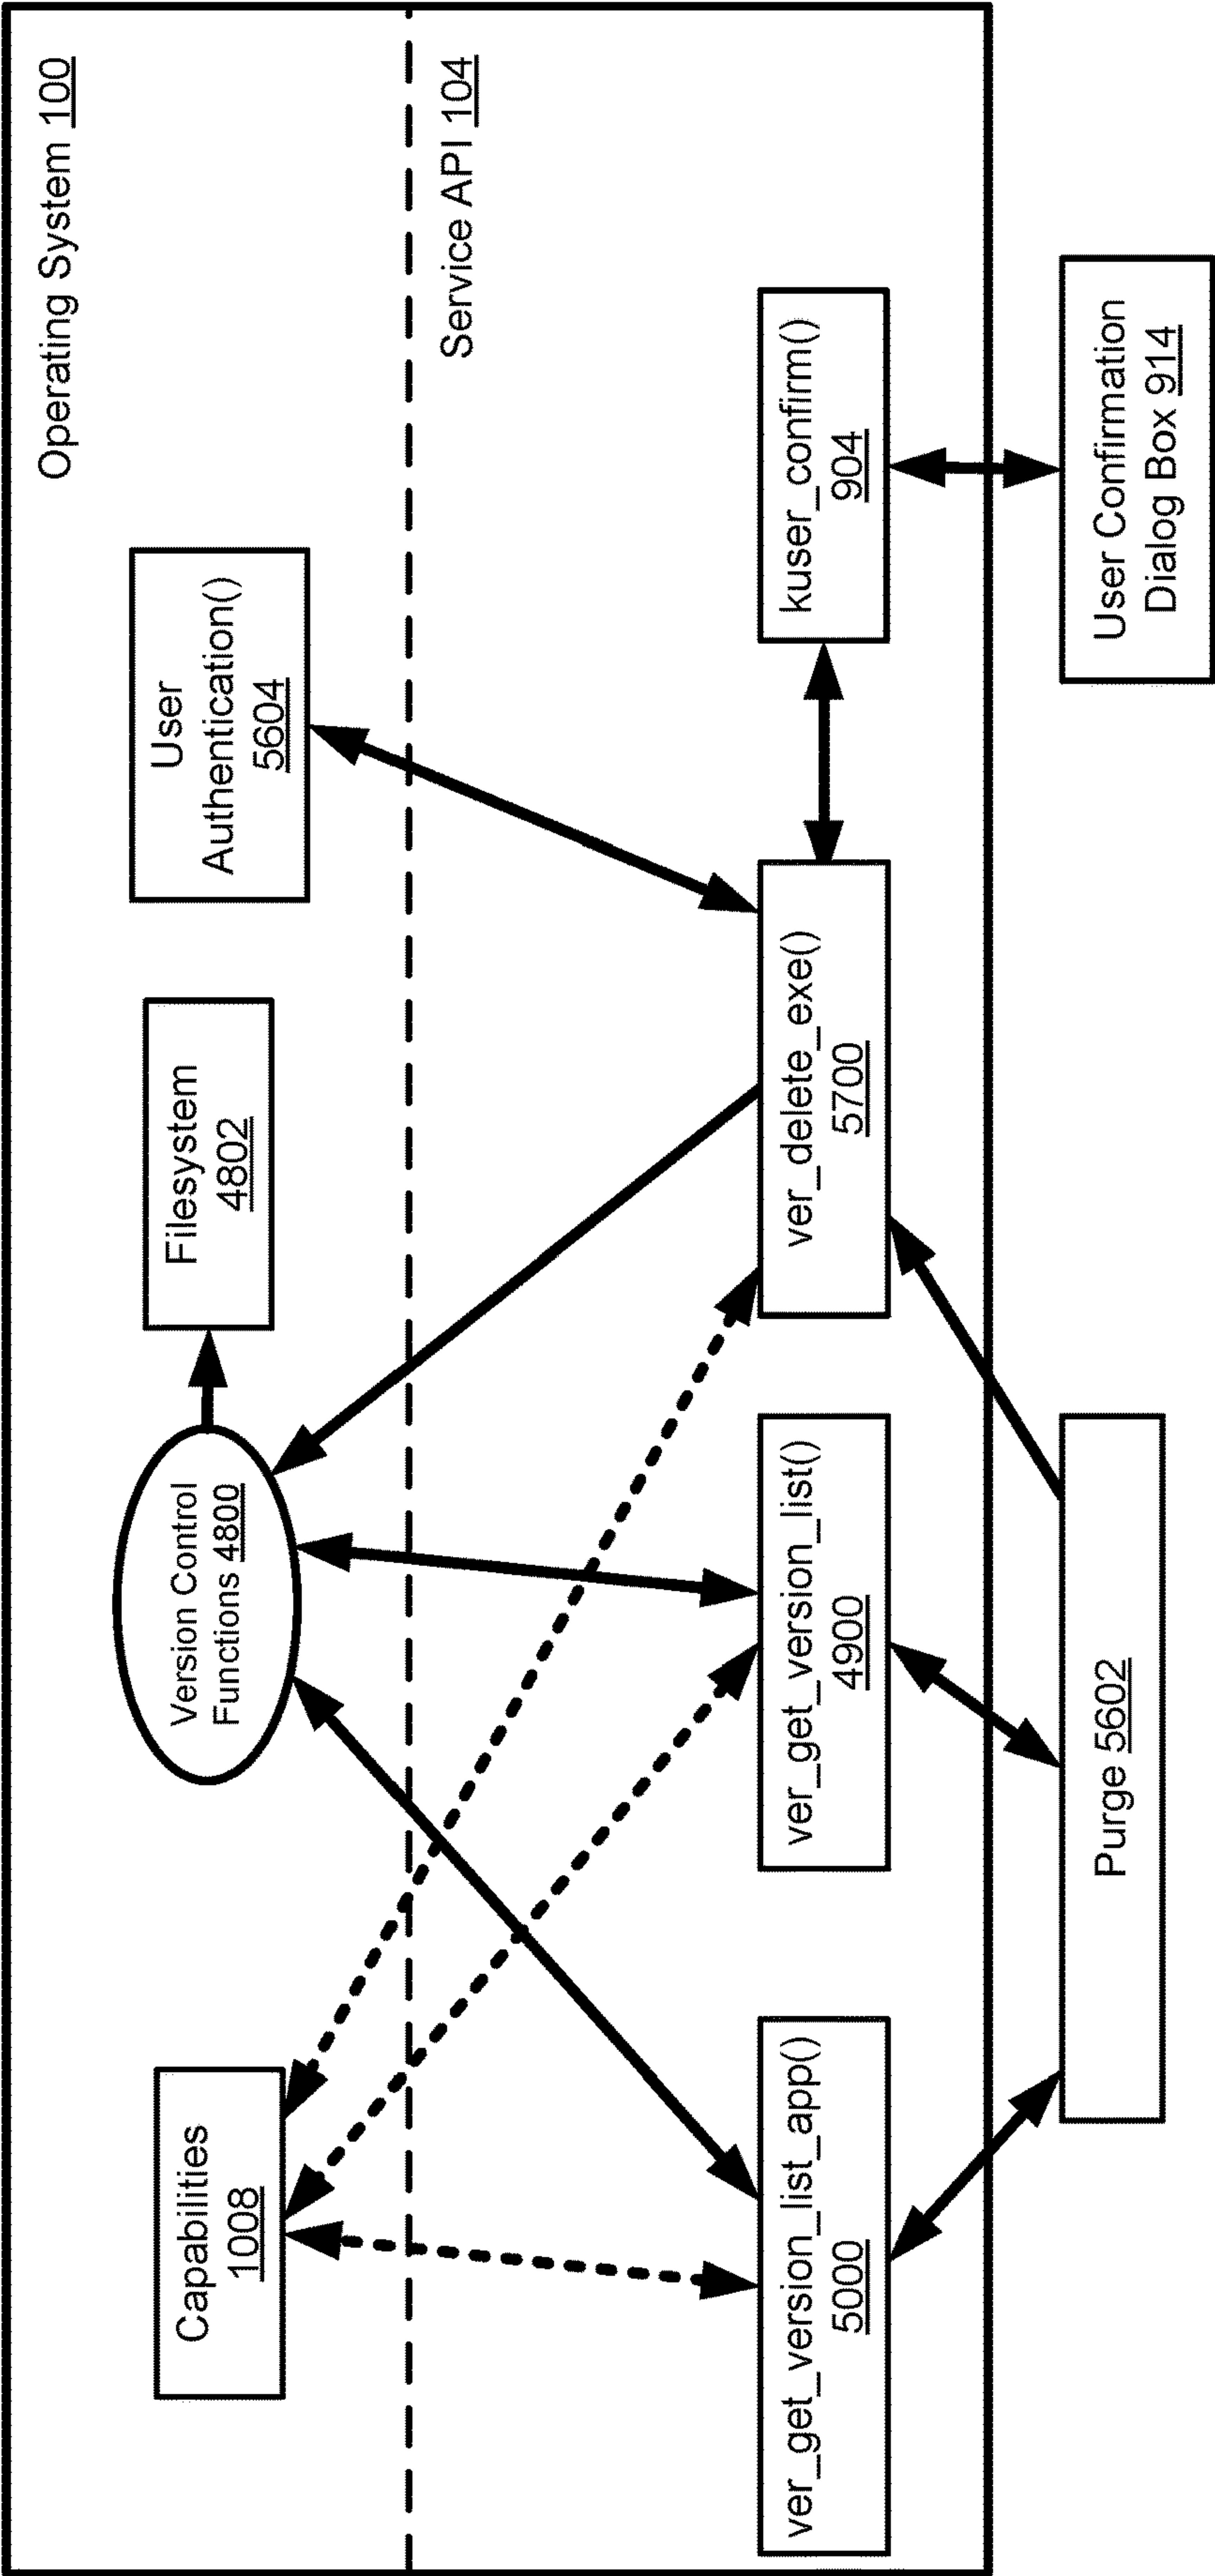 Operating System 100
Service API 104
Capabilities
1008
Version Control
Functions 4800
Filesystem
4802
User
Authentication()
5604
ver_get_version_list_app()
5000
ver_get_version_list()
4900
ver_delete_exe()
5700
kuser_confirm()
904
Purge 5602
User Confirmation
Dialog Box 914